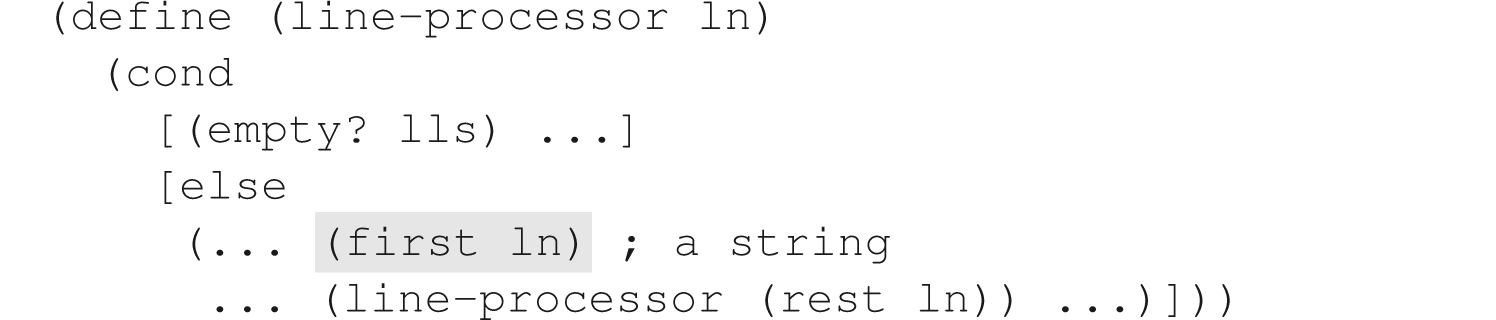 (define (line-processor ln)
(cond
[(empty? lls) ...]
[else
(... (first ln) ; a string
... (line-processor (rest ln)) ...)]))